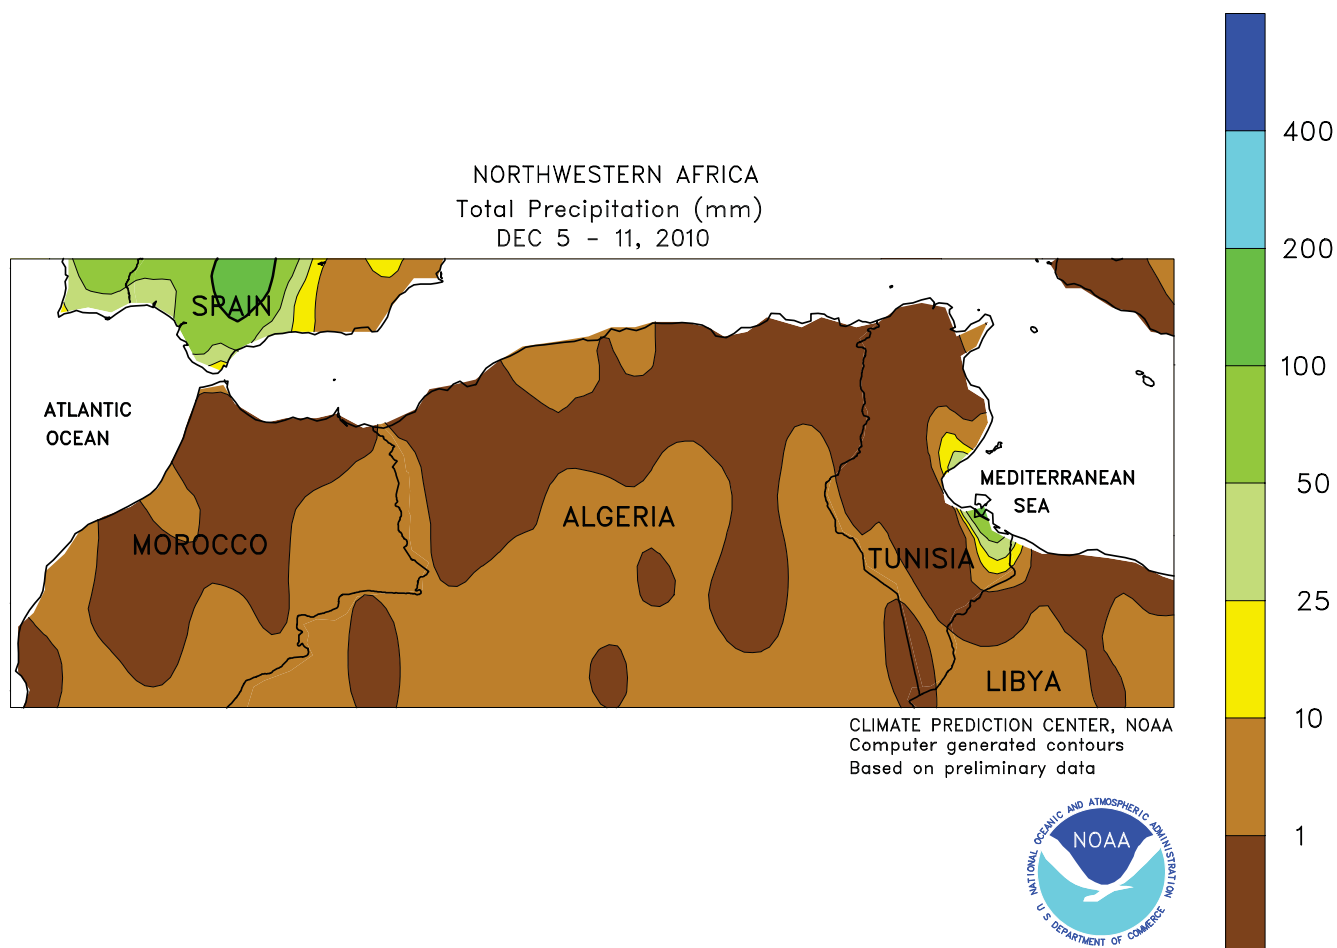 NORTHWESTERN AFRICA
Total Precipitation (mm)
DEC 5 - 11, 2010
SPAIN
ATLANTIC
OCEAN
MEDITERRANEAN
SEA
MOROCCO
ALGERIA
TUNISIA
LIBYA
CLIMATE PREDICTION CENTER, NOAA
Computer generated contours
Based on preliminary data
400
200
100
50
25
10
1
NATIONAL OCEANIC AND ATMOSPHERIC ADMINISTRATION
NOAA
U S DEPARTMENT OF COMMERCE